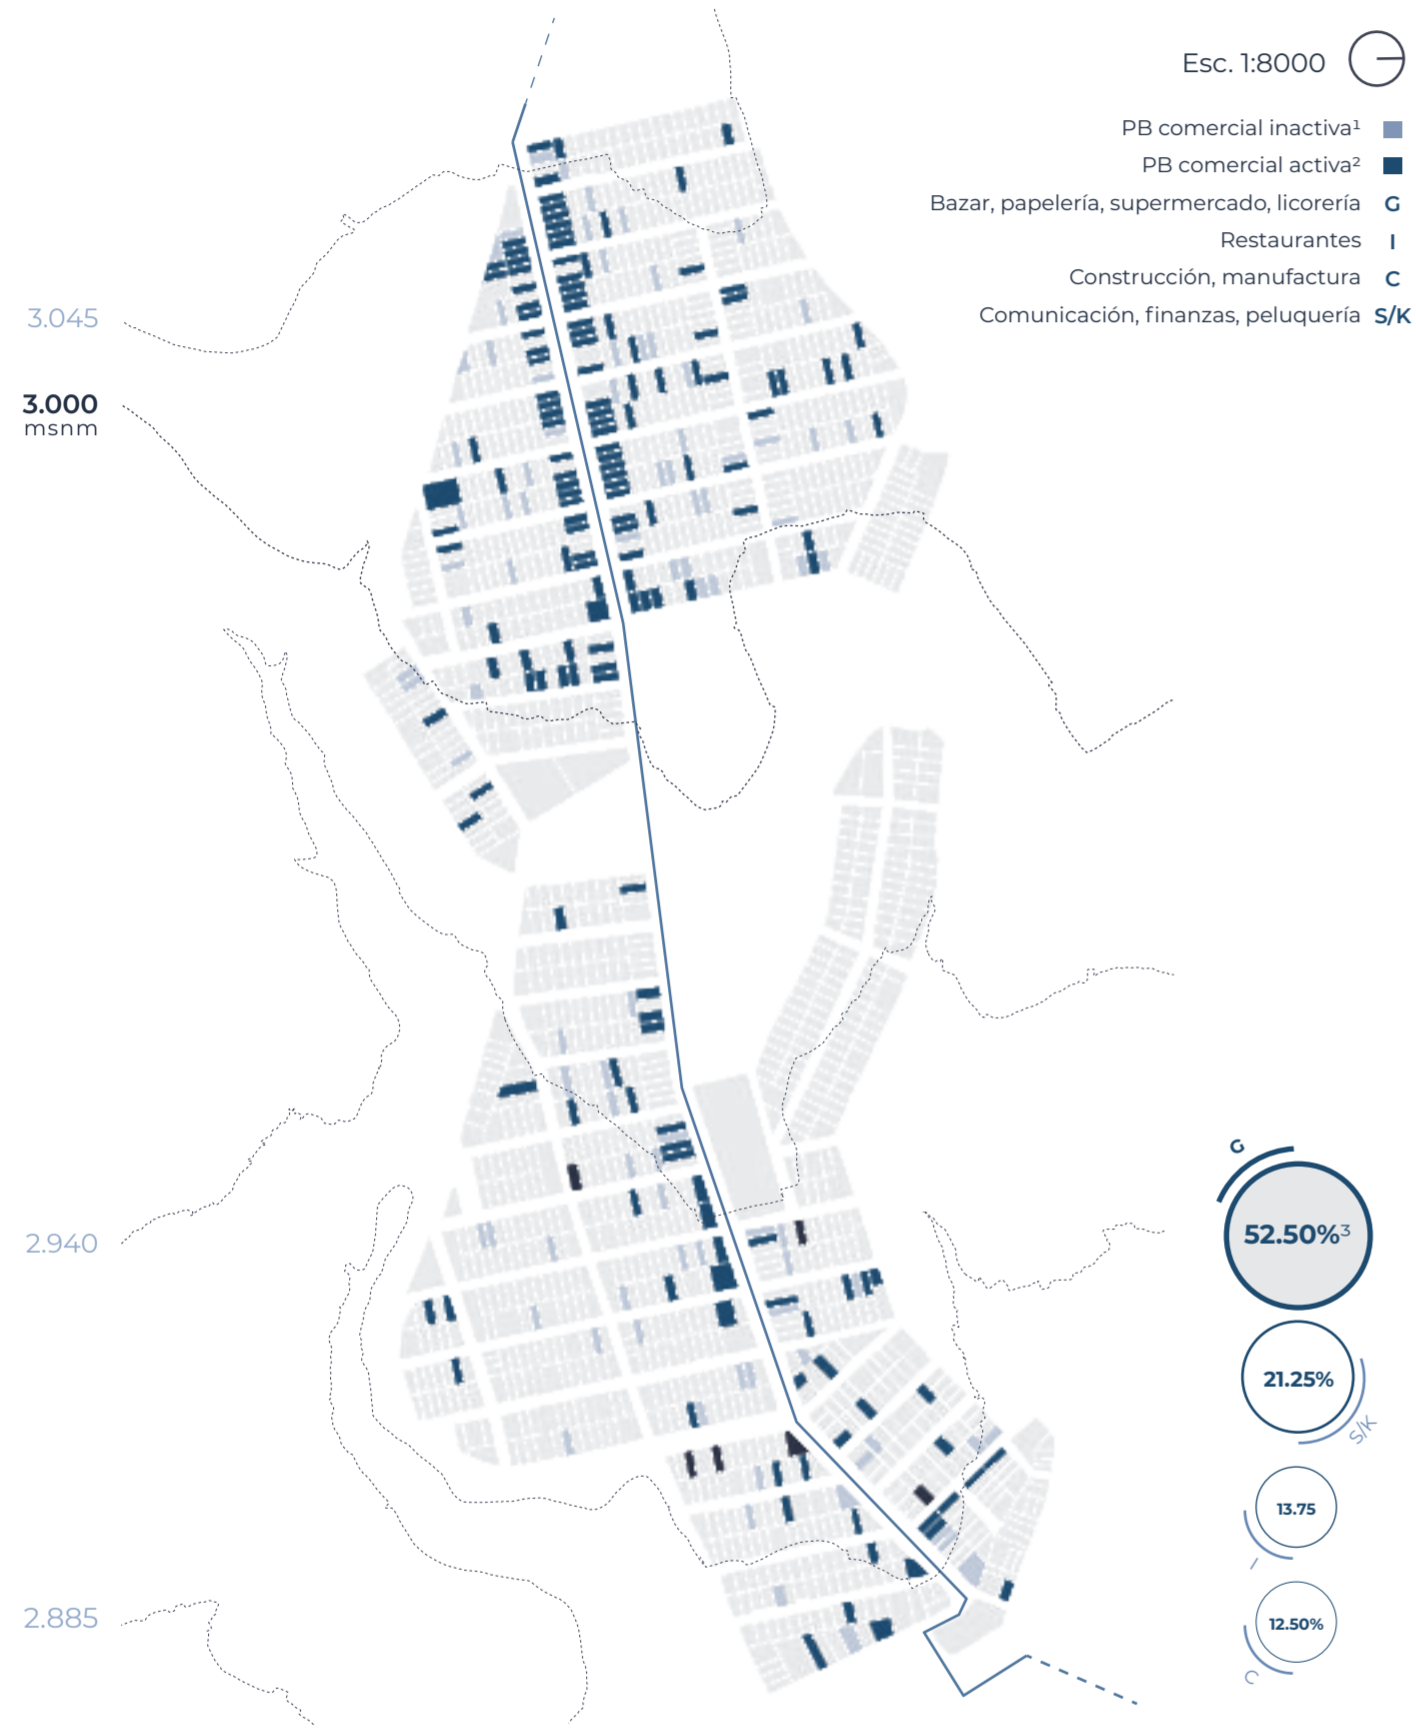 Esc. 1:8000
PB comercial inactiva¹
PB comercial activa²
Bazar, papelería, supermercado, licorería G
Restaurantes I
Construcción, manufactura C
Comunicación, finanzas, peluquería S/K
3.045
3.000
msnm
2.940
2.885
G
52.50%³
21.25%
S/K
13.75
I
12.50%
C